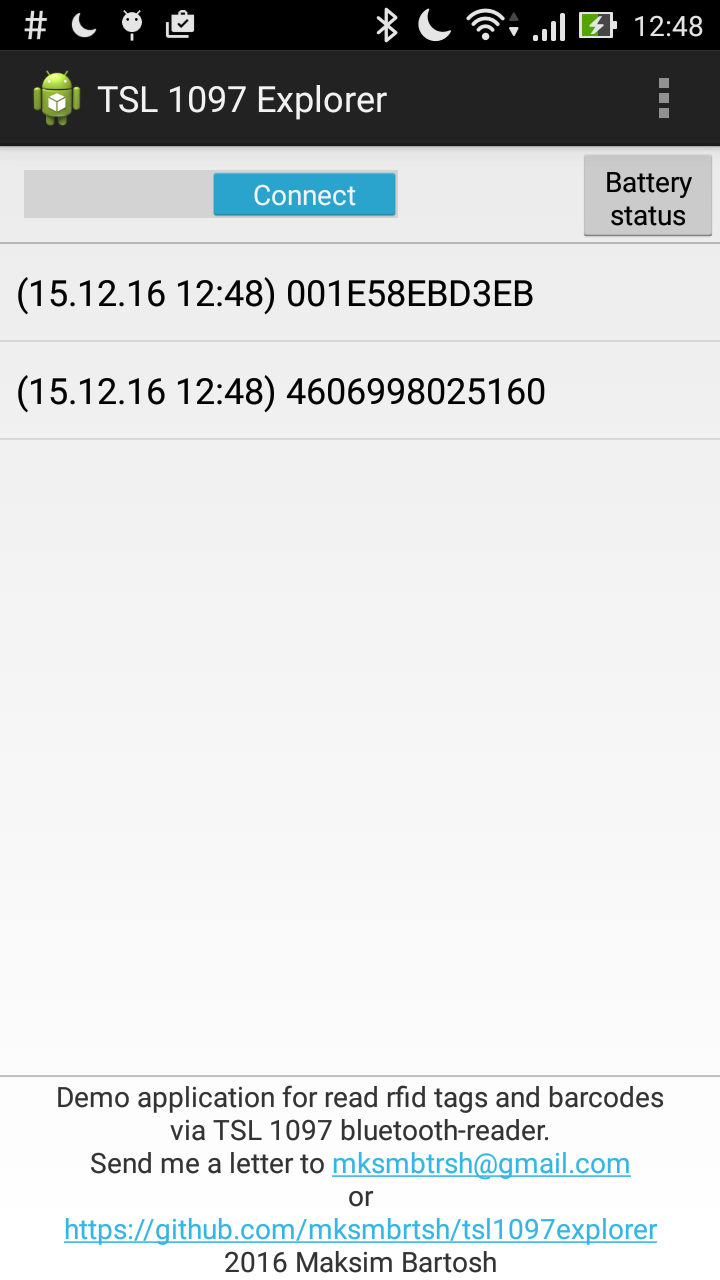 # 12:48
TSL 1097 Explorer
Connect
Battery
status
(15.12.16 12:48) 001E58EBD3EB
(15.12.16 12:48) 4606998025160
Demo application for read rfid tags and barcodes
via TSL 1097 bluetooth-reader.
Send me a letter to mksmbtrsh@gmail.com
or
https://github.com/mksmbrtsh/tsl1097explorer
2016 Maksim Bartosh